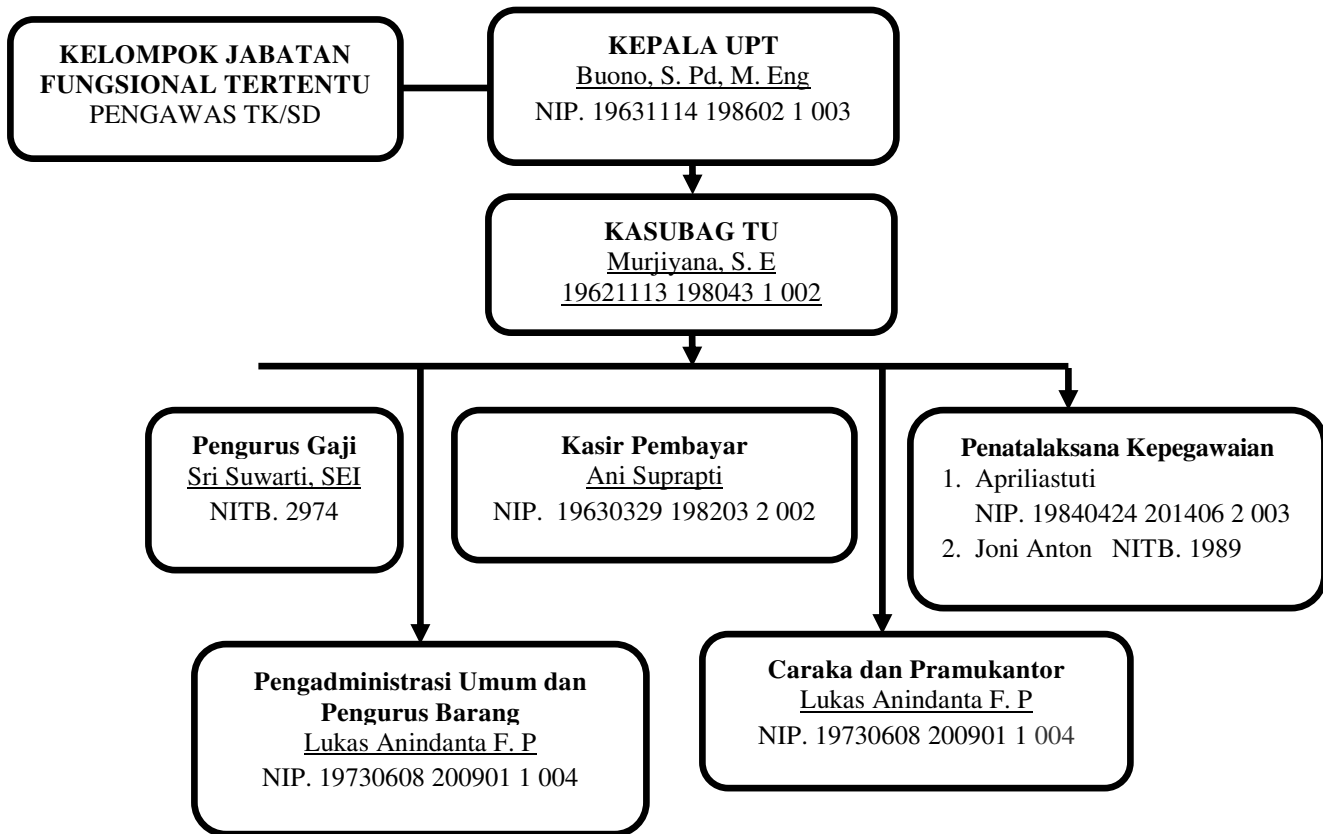 KELOMPOK JABATAN
FUNGSIONAL TERTENTU
PENGAWAS TK/SD
KEPALA UPT
Buono, S. Pd, M. Eng
NIP. 19631114 198602 1 003
KASUBAG TU
Murjiyana, S. E
19621113 198043 1 002
Pengurus Gaji
Sri Suwarti, SEI
NITB. 2974
Kasir Pembayar
Ani Suprapti
NIP. 19630329 198203 2 002
Penatalaksana Kepegawaian
1. Apriliastuti
NIP. 19840424 201406 2 003
2. Joni Anton NITB. 1989
Pengadministrasi Umum dan
Pengurus Barang
Lukas Anindanta F. P
NIP. 19730608 200901 1 004
Caraka dan Pramukantor
Lukas Anindanta F. P
NIP. 19730608 200901 1 004